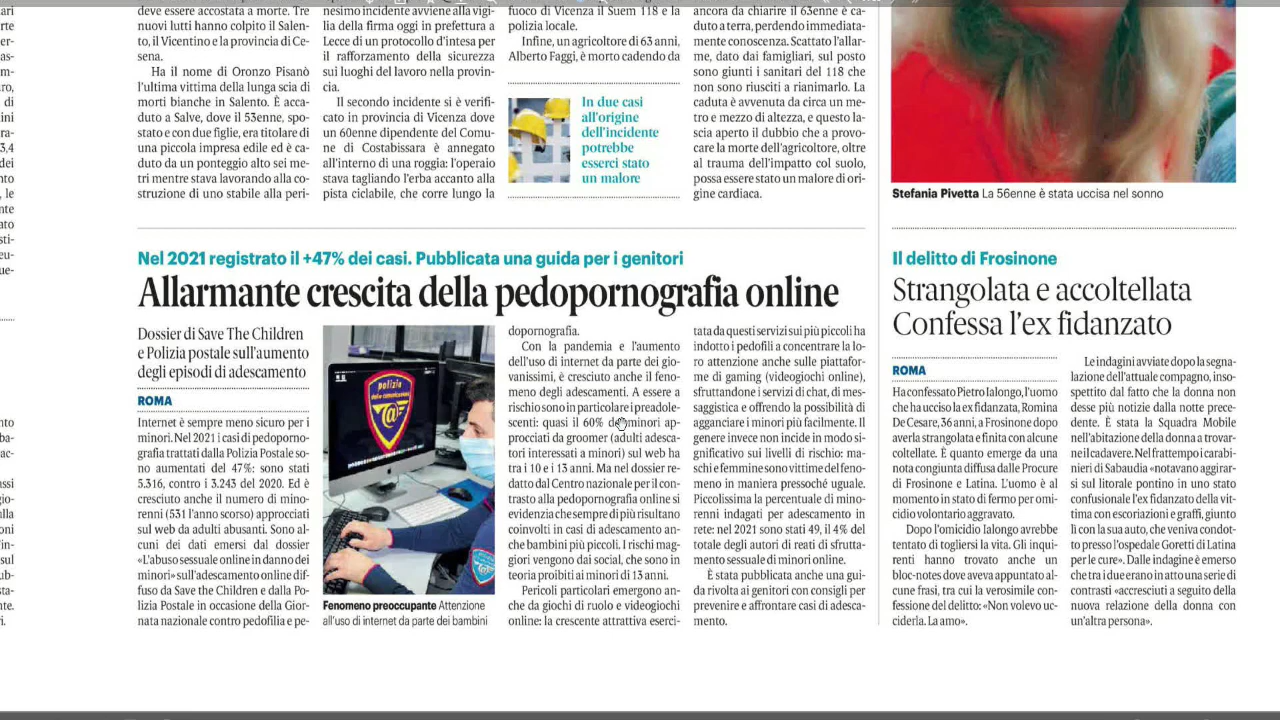 deve essere accostata a morte. Tre
nuovi lutti hanno colpito il Salen-
to, il Vicentino e la provincia di Ce-
sena.
Ha il nome di Oronzo Pisanò
l'ultima vittima della lunga scia di
morti bianche in Salento. È acca-
duto a Salve, dove il 53enne, spo-
stato e con due figlie, era titolare di
una piccola impresa edile ed è ca-
duto da un ponteggio alto sei me-
tri mentre stava lavorando alla co-
struzione di uno stabile alla peri-
nesimo incidente avviene alla vigi-
lia della firma oggi in prefettura a
Lecce di un protocollo d'intesa per
il rafforzamento della sicurezza
sui luoghi del lavoro nella provin-
cia.
Il secondo incidente si è verifi-
cato in provincia di Vicenza dove
un 60enne dipendente del Comu-
ne di Costabissara è annegato
all'interno di una roggia: l'operaio
stava tagliando l'erba accanto alla
pista ciclabile, che corre lungo la
fuoco di Vicenza il Suem 118 e la
polizia locale.
Infine, un agricoltore di 63 anni,
Alberto Faggi, è morto cadendo da
In due casi
all'origine
dell'incidente
potrebbe
esserci stato
un malore
ancora da chiarire il 63enne è ca-
duto a terra, perdendo immediata-
mente conoscenza. Scattato l'allar-
me, dato dai famigliari, sul posto
sono giunti i sanitari del 118 che
non sono riusciti a rianimarlo. La
caduta è avvenuta da circa un me-
tro e mezzo di altezza, e questo la-
scia aperto il dubbio che a provo-
care la morte dell'agricoltore, oltre
al trauma dell'impatto col suolo,
possa essere stato un malore di ori-
gine cardiaca.
Stefania Pivetta La 56enne è stata uccisa nel sonno
Nel 2021 registrato il +47% dei casi. Pubblicata una guida per i genitori
Allarmante crescita della pedopornografia online
Dossier di Save The Children
e Polizia postale sull'aumento
degli episodi di adescamento
ROMA
Internet è sempre meno sicuro per i
minori. Nel 2021 i casi di pedoporno-
grafia trattati dalla Polizia Postale so-
no aumentati del 47%: sono stati
5.316, contro i 3.243 del 2020. Ed è
cresciuto anche il numero di mino-
renni (531 l'anno scorso) approcciati
sul web da adulti abusanti. Sono al-
cuni dei dati emersi dal dossier
«L'abuso sessuale online in danno dei
minori» sull'adescamento online dif-
fuso da Save the Children e dalla Po-
lizia Postale in occasione della Gior-
nata nazionale contro pedofilia e pe-
polizia
delle comunicazioni
Fenomeno preoccupante Attenzione
all'uso di internet da parte dei bambini
dopornografia.
Con la pandemia e l'aumento
dell'uso di internet da parte dei gio-
vanissimi, è cresciuto anche il feno-
meno degli adescamenti. A essere a
rischio sono in particolare i preadole-
scenti: quasi il 60% dei minori ap-
procciati da groomer (adulti adesca-
tori interessati a minori) sul web ha
tra i 10 e i 13 anni. Ma nel dossier re-
datto dal Centro nazionale per il con-
trasto alla pedopornografia online si
evidenzia che sempre di più risultano
coinvolti in casi di adescamento an-
che bambini più piccoli. I rischi mag-
giori vengono dai social, che sono in
teoria proibiti ai minori di 13 anni.
Pericoli particolari emergono an-
che da giochi di ruolo e videogiochi
online: la crescente attrattiva eserci-
tata da questi servizi sui più piccoli ha
indotto i pedofili a concentrare la lo-
ro attenzione anche sulle piattafor-
me di gaming (videogiochi online),
sfruttandone i servizi di chat, di mes-
saggistica e offrendo la possibilità di
agganciare i minori più facilmente. Il
genere invece non incide in modo si-
gnificativo sui livelli di rischio: ma-
schi e femmine sono vittime del feno-
meno in maniera pressoché uguale.
Piccolissima la percentuale di mino-
renni indagati per adescamento in
rete: nel 2021 sono stati 49, il 4% del
totale degli autori di reati di sfrutta-
mento sessuale di minori online.
È stata pubblicata anche una gui-
da rivolta ai genitori con consigli per
prevenire e affrontare casi di adesca-
mento.
Il delitto di Frosinone
Strangolata e accoltellata
Confessa l'ex fidanzato
ROMA
Ha confessato Pietro Ialongo, l'uomo
che ha ucciso la ex fidanzata, Romina
De Cesare, 36 anni, a Frosinone dopo
averla strangolata e finita con alcune
coltellate. È quanto emerge da una
nota congiunta diffusa dalle Procure
di Frosinone e Latina. L'uomo è al
momento in stato di fermo per omi-
cidio volontario aggravato.
Dopo l'omicidio Ialongo avrebbe
tentato di togliersi la vita. Gli inqui-
renti hanno trovato anche un
bloc-notes dove aveva appuntato al-
cune frasi, tra cui la verosimile con-
fessione del delitto: «Non volevo uc-
ciderla. La amo».
Le indagini avviate dopo la segna-
lazione dell'attuale compagno, inso-
spettito dal fatto che la donna non
desse più notizie dalla notte prece-
dente. È stata la Squadra Mobile
nell'abitazione della donna a trovar-
ne il cadavere. Nel frattempo i carabi-
nieri di Sabaudia «notavano aggirar-
si sul litorale pontino in uno stato
confusionale l'ex fidanzato della vit-
tima con escoriazioni e graffi, giunto
lì con la sua auto, che veniva condot-
to presso l'ospedale Goretti di Latina
per le cure». Dalle indagine è emerso
che tra i due erano in atto una serie di
contrasti «accresciuti a seguito della
nuova relazione della donna con
un'altra persona».